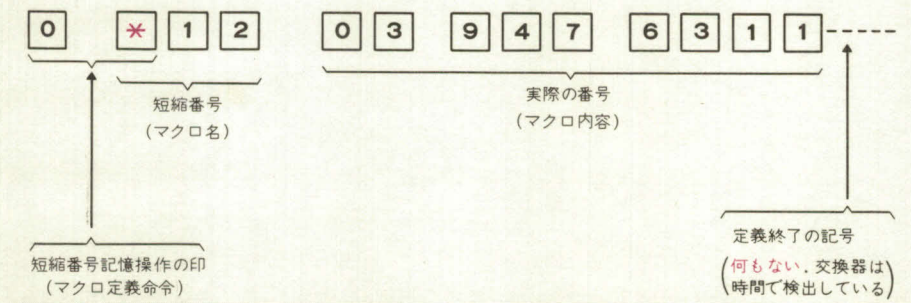 0 * 1 2 0 3 9 4 7 6 3 1 1
短縮番号
(マクロ名)
実際の番号
(マクロ内容)
短縮番号記憶操作の印
(マクロ定義命令)
定義終了の記号
(何もない．交換器は
時間で検出している)